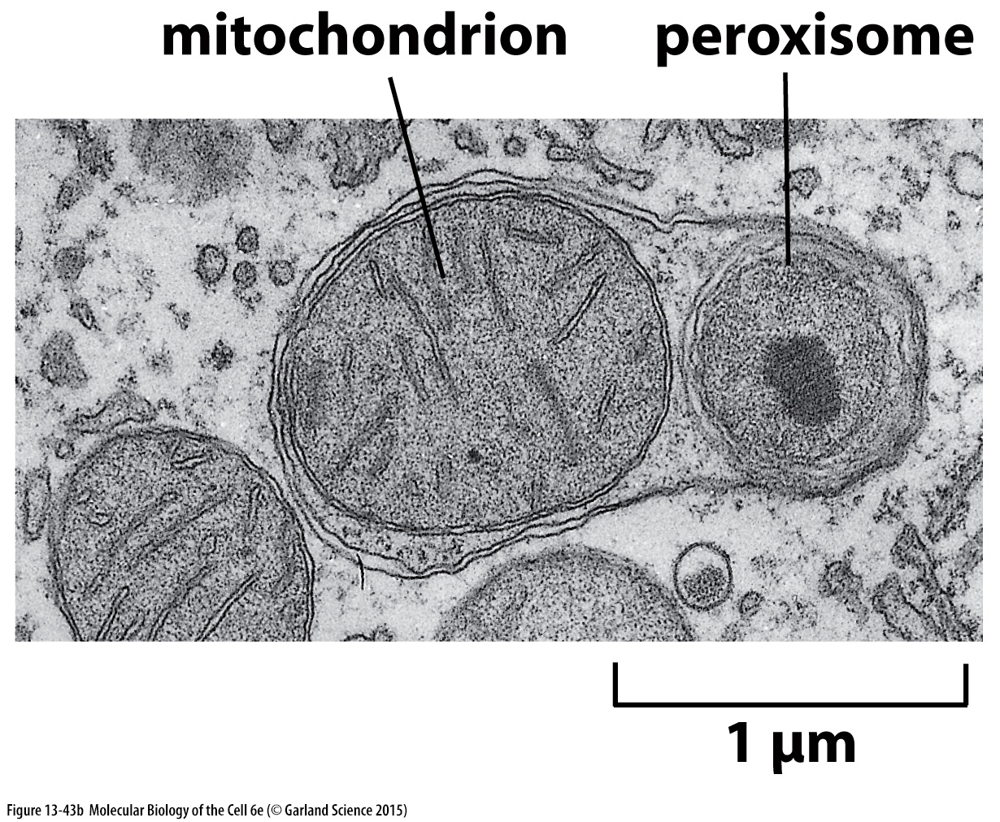 mitochondrion peroxisome
1 µm
Figure 13-43b Molecular Biology of the Cell 6e (© Garland Science 2015)